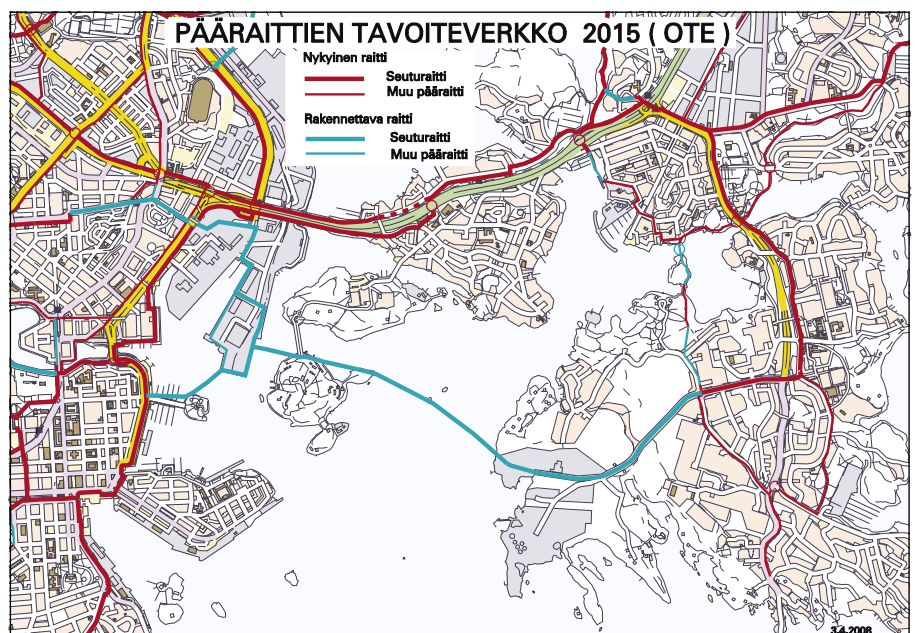 PÄÄRAITTIEN TAVOITEVERKKO 2015 ( OTE )
Nykyinen raitti
Seuturaitti
Muu pääraitti
Rakennettava raitti
Seuturaitti
Muu pääraitti
3.4.2008